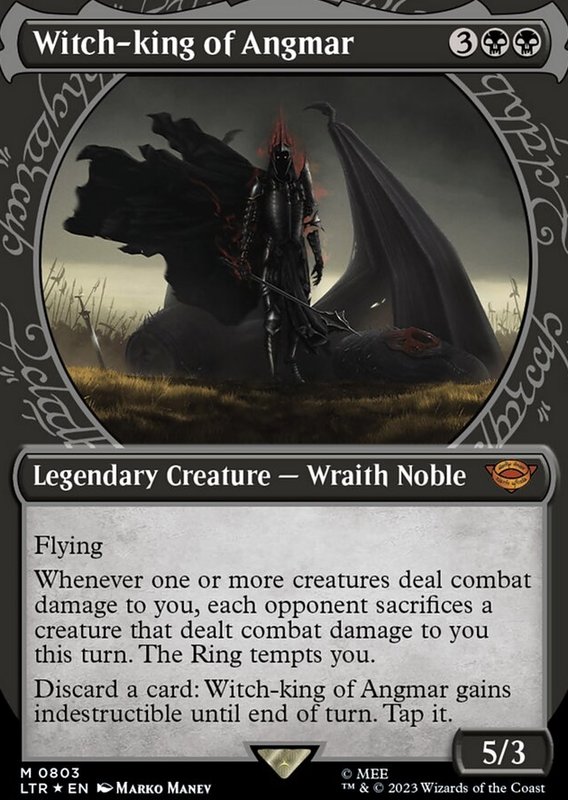 Witch-king of Angmar 3
Legendary Creature — Wraith Noble
Flying
Whenever one or more creatures deal combat
damage to you, each opponent sacrifices a
creature that dealt combat damage to you
this turn. The Ring tempts you.
Discard a card: Witch-king of Angmar gains
indestructible until end of turn. Tap it.
5/3
M 0803
LTR ★ EN Marko Manev
© MEE
™ & © 2023 Wizards of the Coast